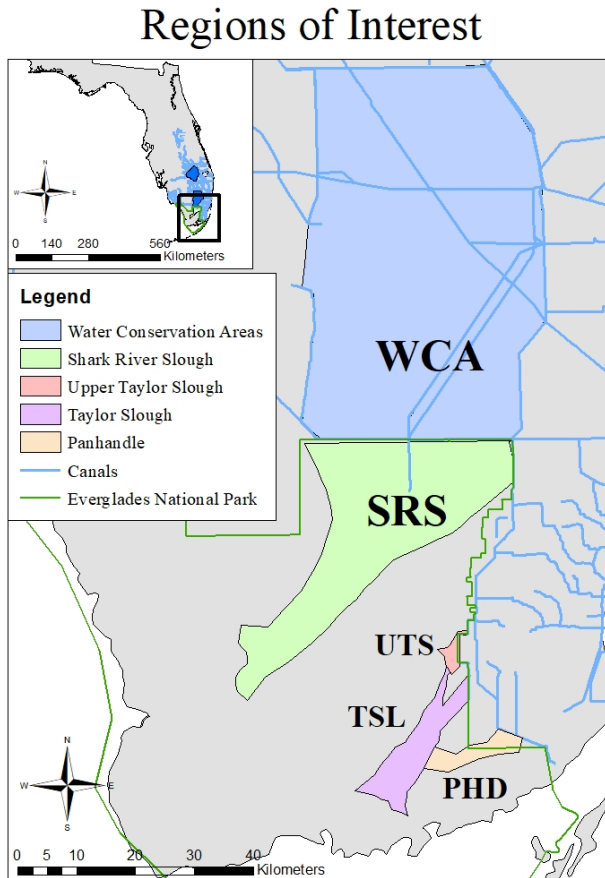 Regions of Interest
N
W E
S
0 140 280 560
Kilometers
Legend
Water Conservation Areas
Shark River Slough
Upper Taylor Slough
Taylor Slough
Panhandle
Canals
Everglades National Park
WCA
SRS
UTS
TSL
PHD
N
W E
S
0 10 20 30 40
Kilometers